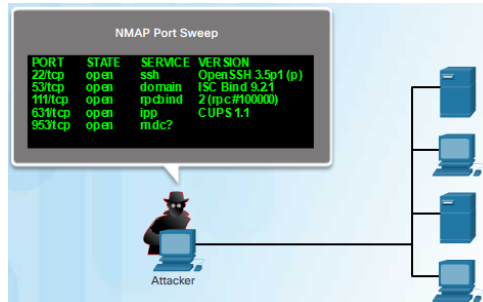 NMAP Port Sweep
PORT STATE SERVICE VERSION
22/tcp open ssh OpenSSH 3.5p1 (p)
53/tcp open domain ISC Bind 9.2.1
111/tcp open rpcbind 2 (rpc #100000)
631/tcp open ipp CUPS 1.1
953/tcp open rndc?
Attacker